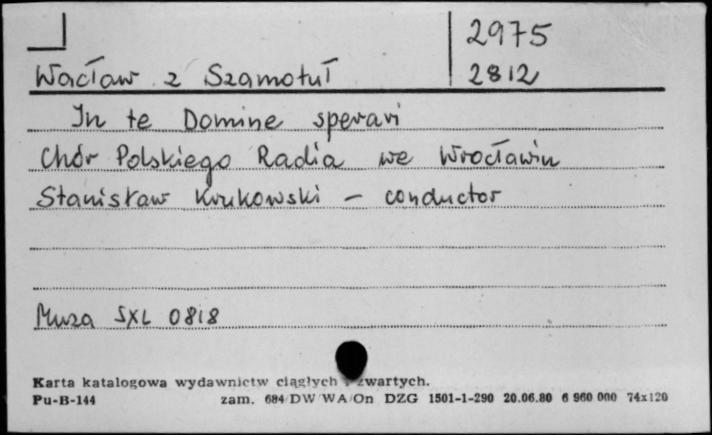 2975
Wacław z Szamotuł 2812
In te Domine speravi
Chór Polskiego Radia we Wrocławiu
Stanisław Krukowski – conductor
Muza SXL 0818
Karta katalogowa wydawnictw ciągłych i zwartych.
Pu-B-144 zam. 684/DW/WA/On DZG 1501-1-290 20.06.80 6 960 000 74x120